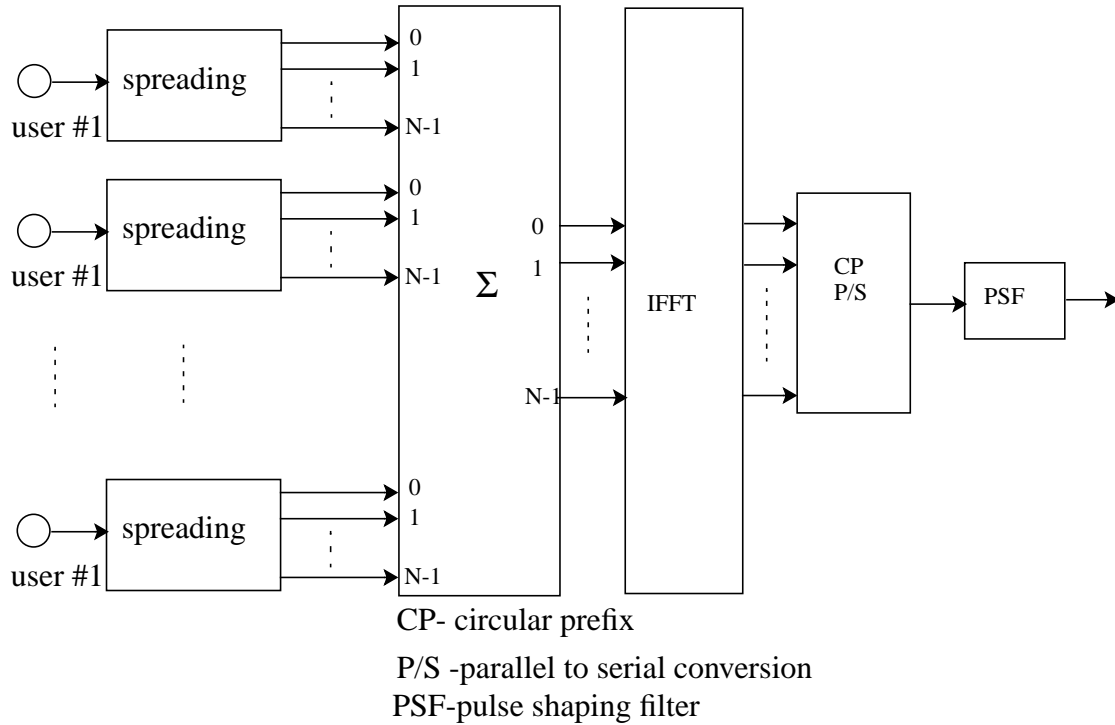 0
spreading
1
user #1
N-1
0
spreading
1
user #1
N-1
0
1
Σ
N-1
IFFT
CP
P/S
PSF
0
spreading
1
user #1
N-1
CP- circular prefix
P/S -parallel to serial conversion
PSF-pulse shaping filter